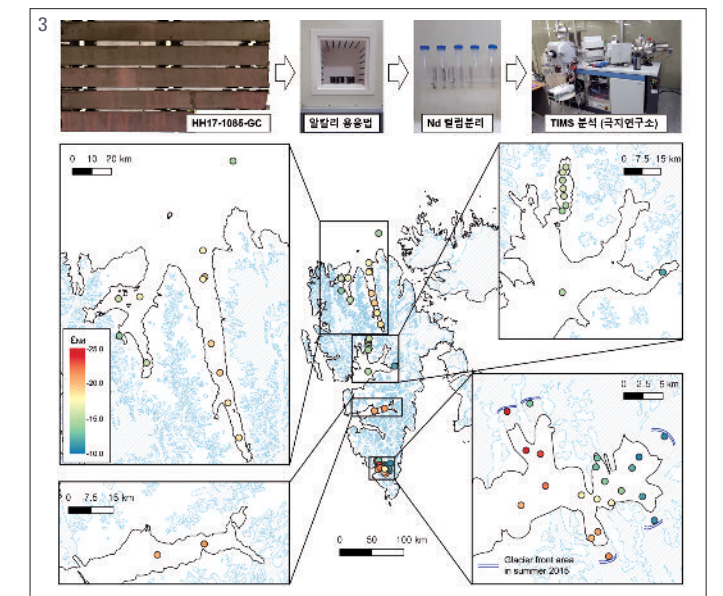 3
HH17-1085-GC
알칼리 용융법
Nd 컬럼분리
TIMS 분석 (극지연구소)
0 10 20 km
0 7.5 15 km
εNd
-25.0
-20.0
-15.0
-10.0
0 2.5 5 km
0 7.5 15 km
0 50 100 km
Glacier front area
in summer 2015